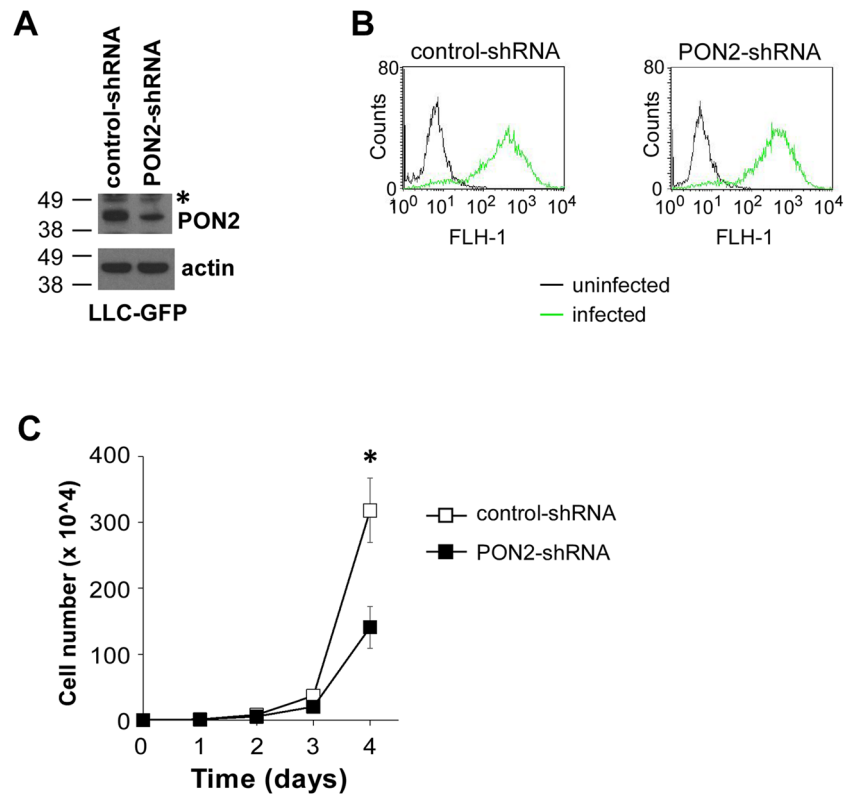 A
control-shRNA
PON2-shRNA
49
38
*
PON2
49
38
actin
LLC-GFP
B
control-shRNA
80
Counts
0
10^0 10^1 10^2 10^3 10^4
FLH-1
PON2-shRNA
80
Counts
0
10^0 10^1 10^2 10^3 10^4
FLH-1
uninfected
infected
C
400
300
200
100
0
Cell number (x 10^4)
*
0 1 2 3 4
Time (days)
control-shRNA
PON2-shRNA